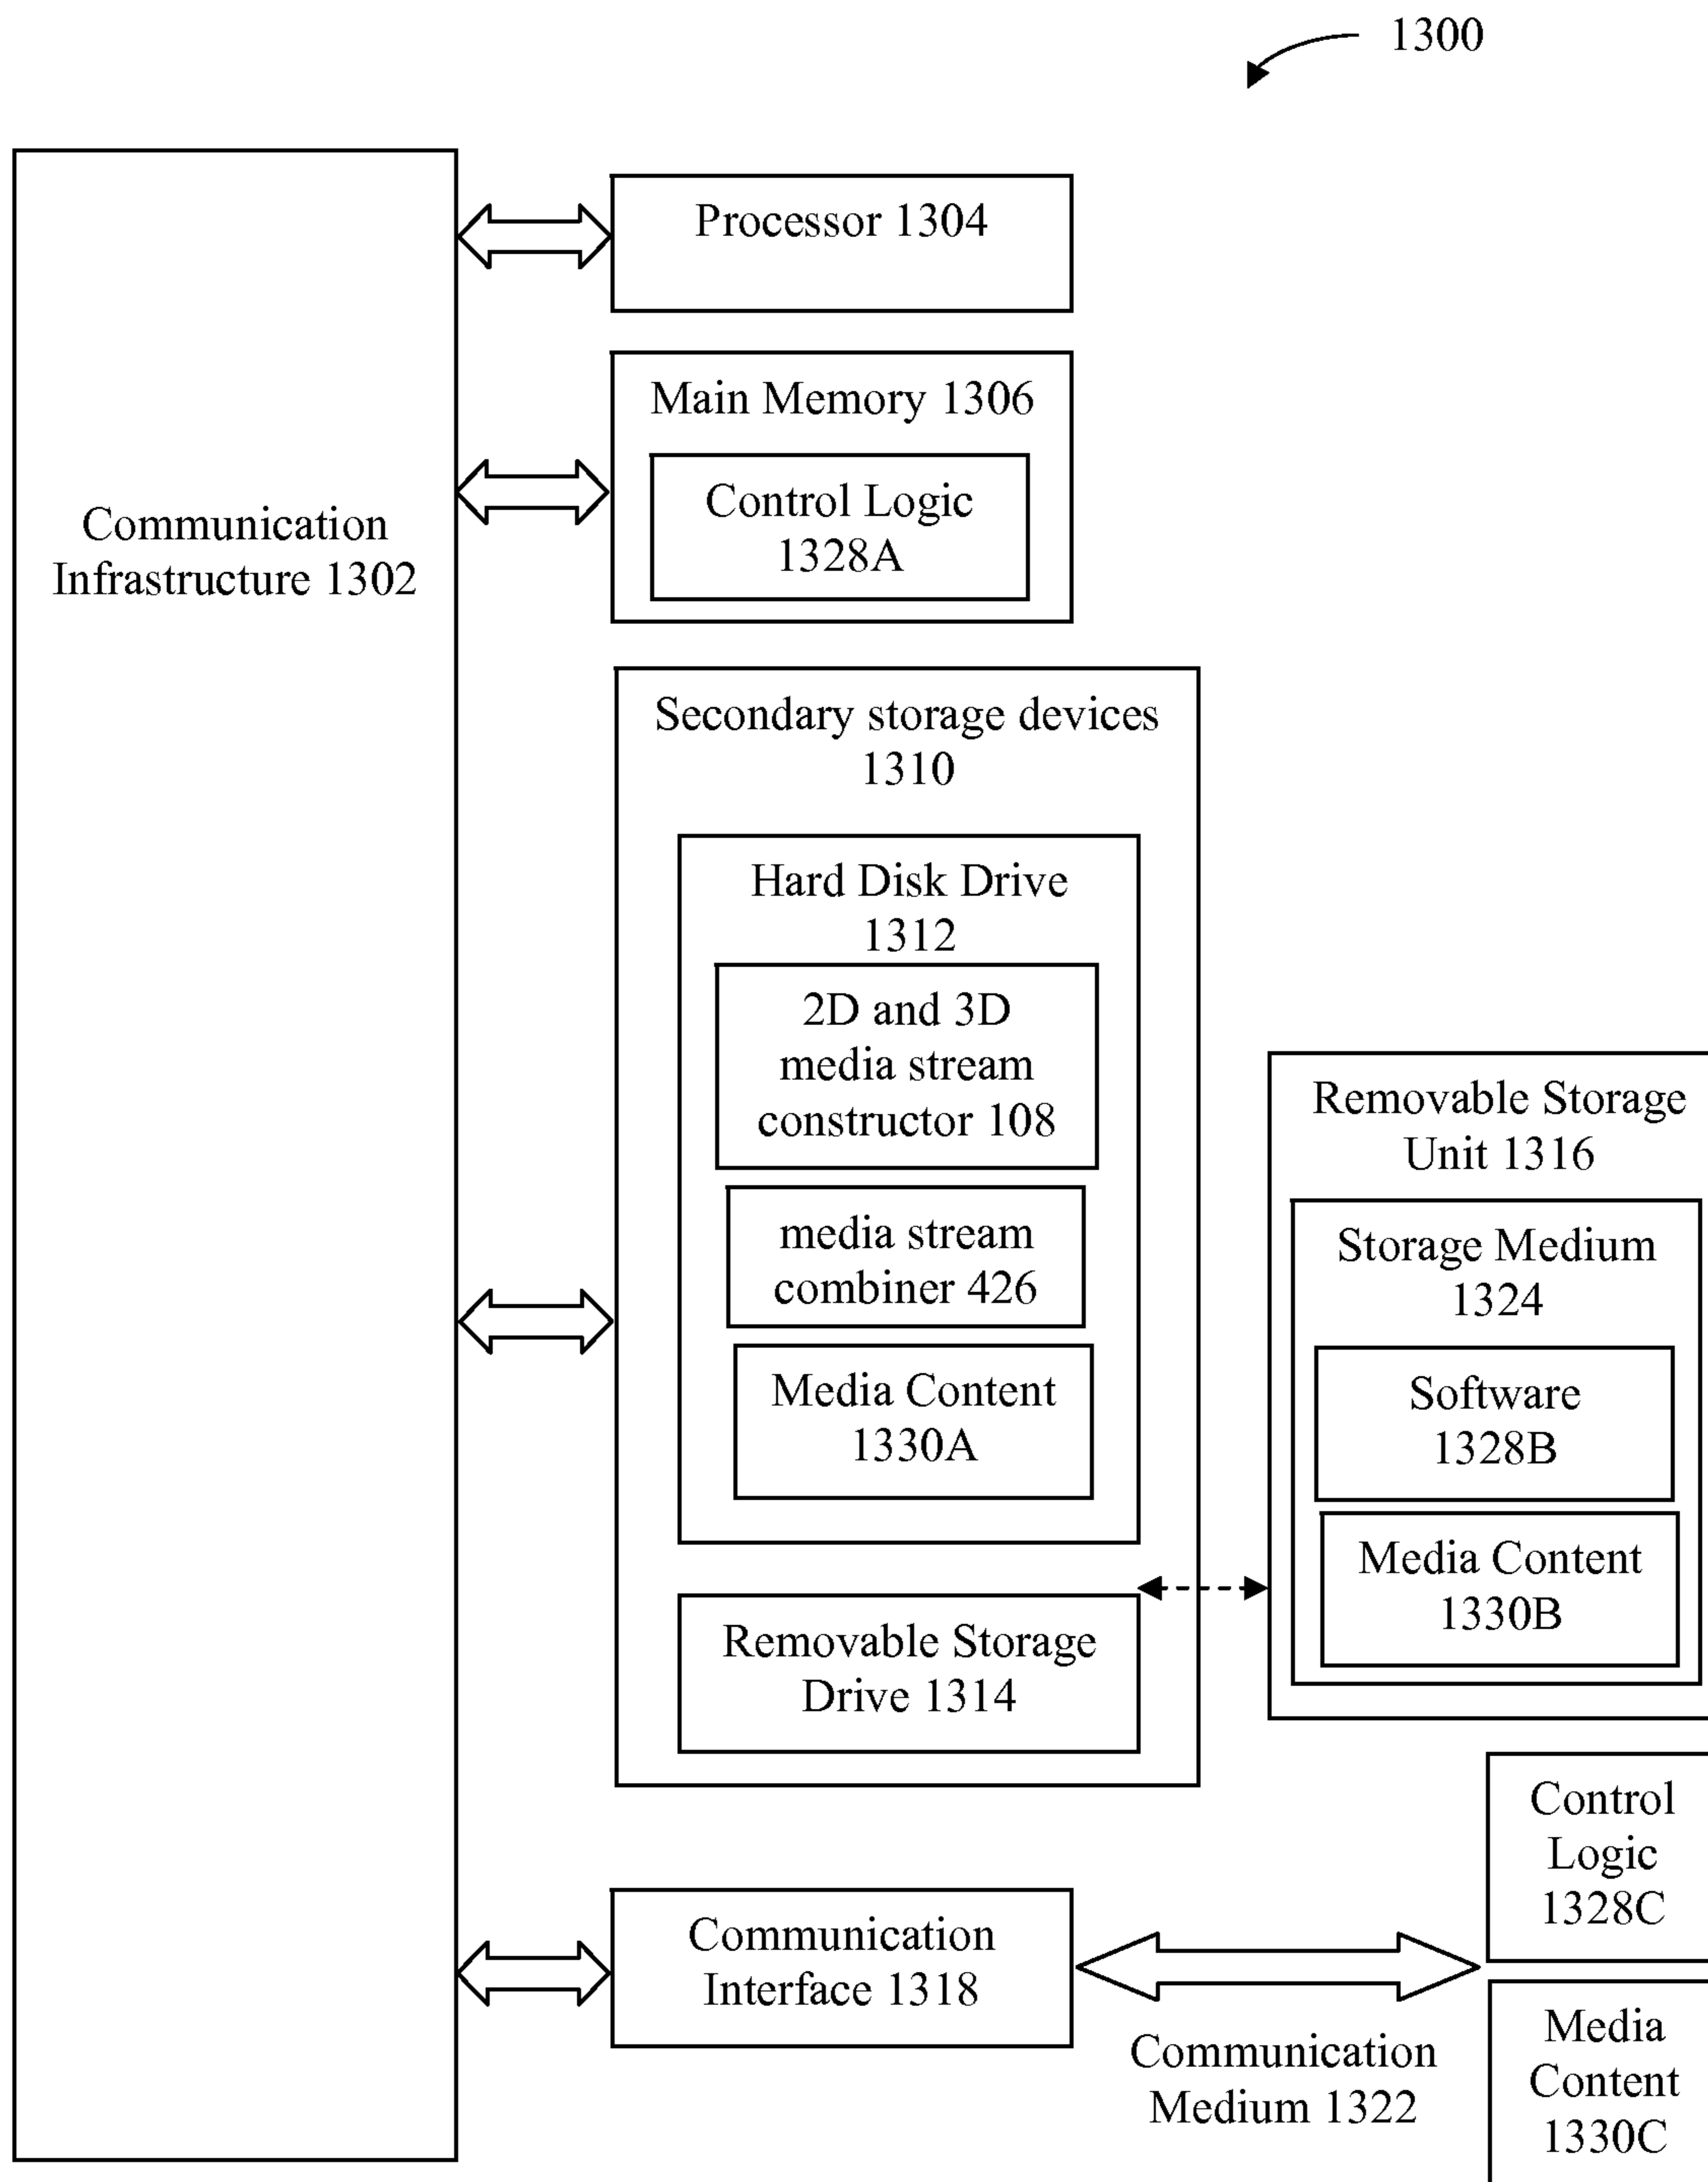 1300
Communication
Infrastructure 1302
Processor 1304
Main Memory 1306
Control Logic
1328A
Secondary storage devices
1310
Hard Disk Drive
1312
2D and 3D
media stream
constructor 108
media stream
combiner 426
Media Content
1330A
Removable Storage
Drive 1314
Removable Storage
Unit 1316
Storage Medium
1324
Software
1328B
Media Content
1330B
Communication
Interface 1318
Communication
Medium 1322
Control
Logic
1328C
Media
Content
1330C